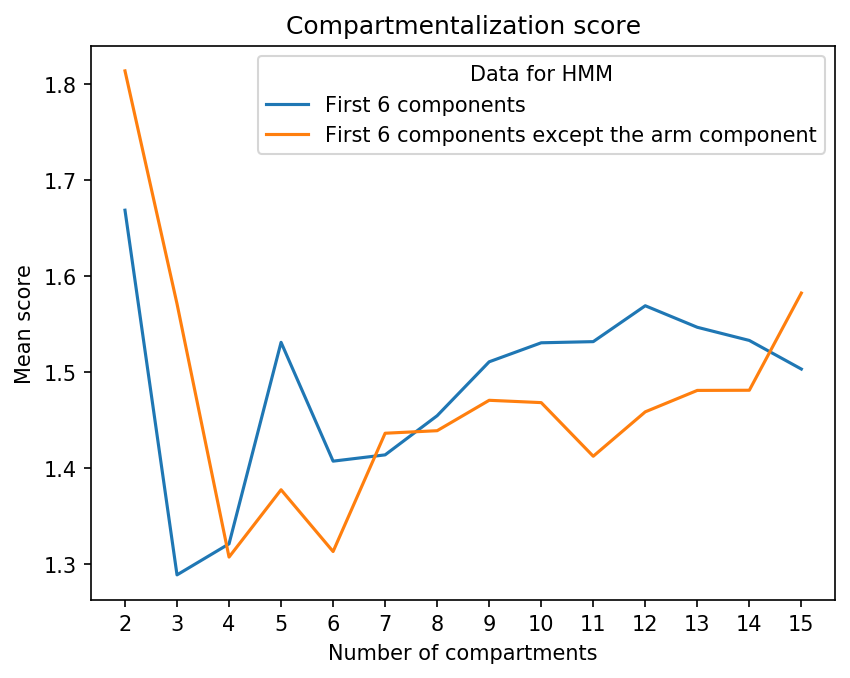 Compartmentalization score
Data for HMM
First 6 components
First 6 components except the arm component
Mean score
1.8
1.7
1.6
1.5
1.4
1.3
2 3 4 5 6 7 8 9 10 11 12 13 14 15
Number of compartments